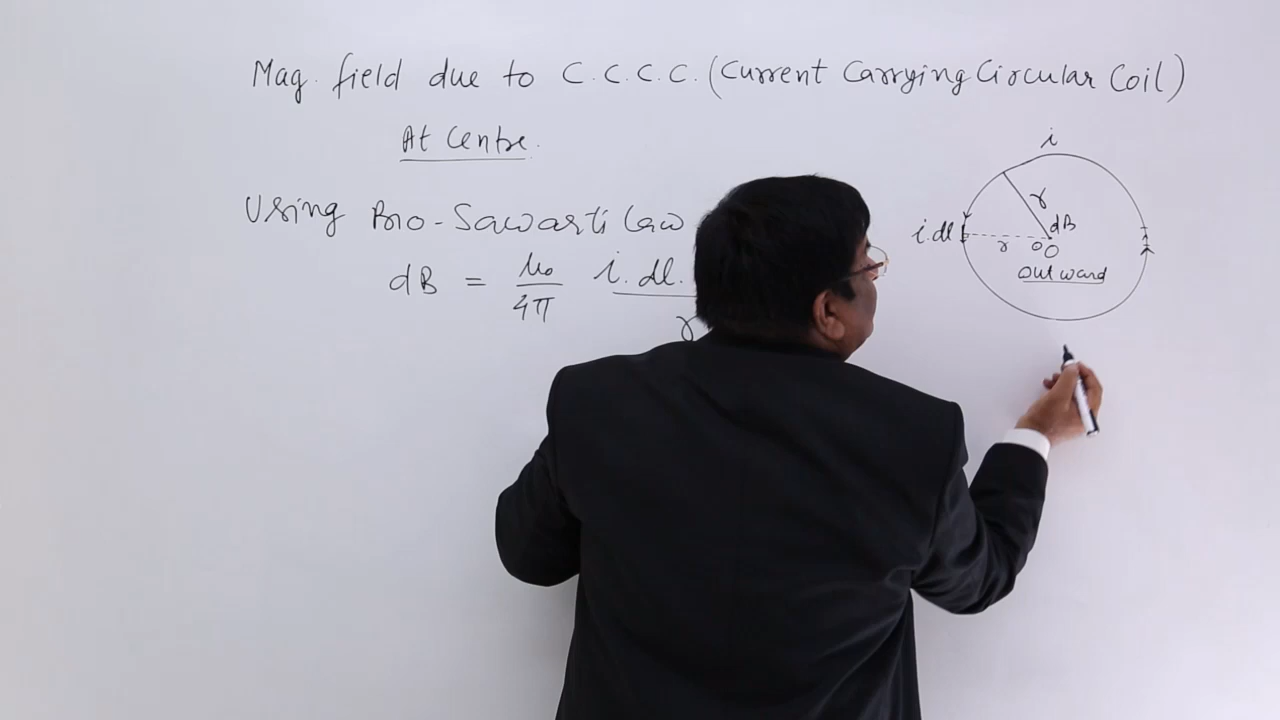 Mag. field due to C.C.C.C. (Current Carrying Circular Coil)
At Centre.
Using Bio-Sawarti Law
dB = μ₀/4π i.dl.
r
i
r
i.dl
r
dB
O
outward